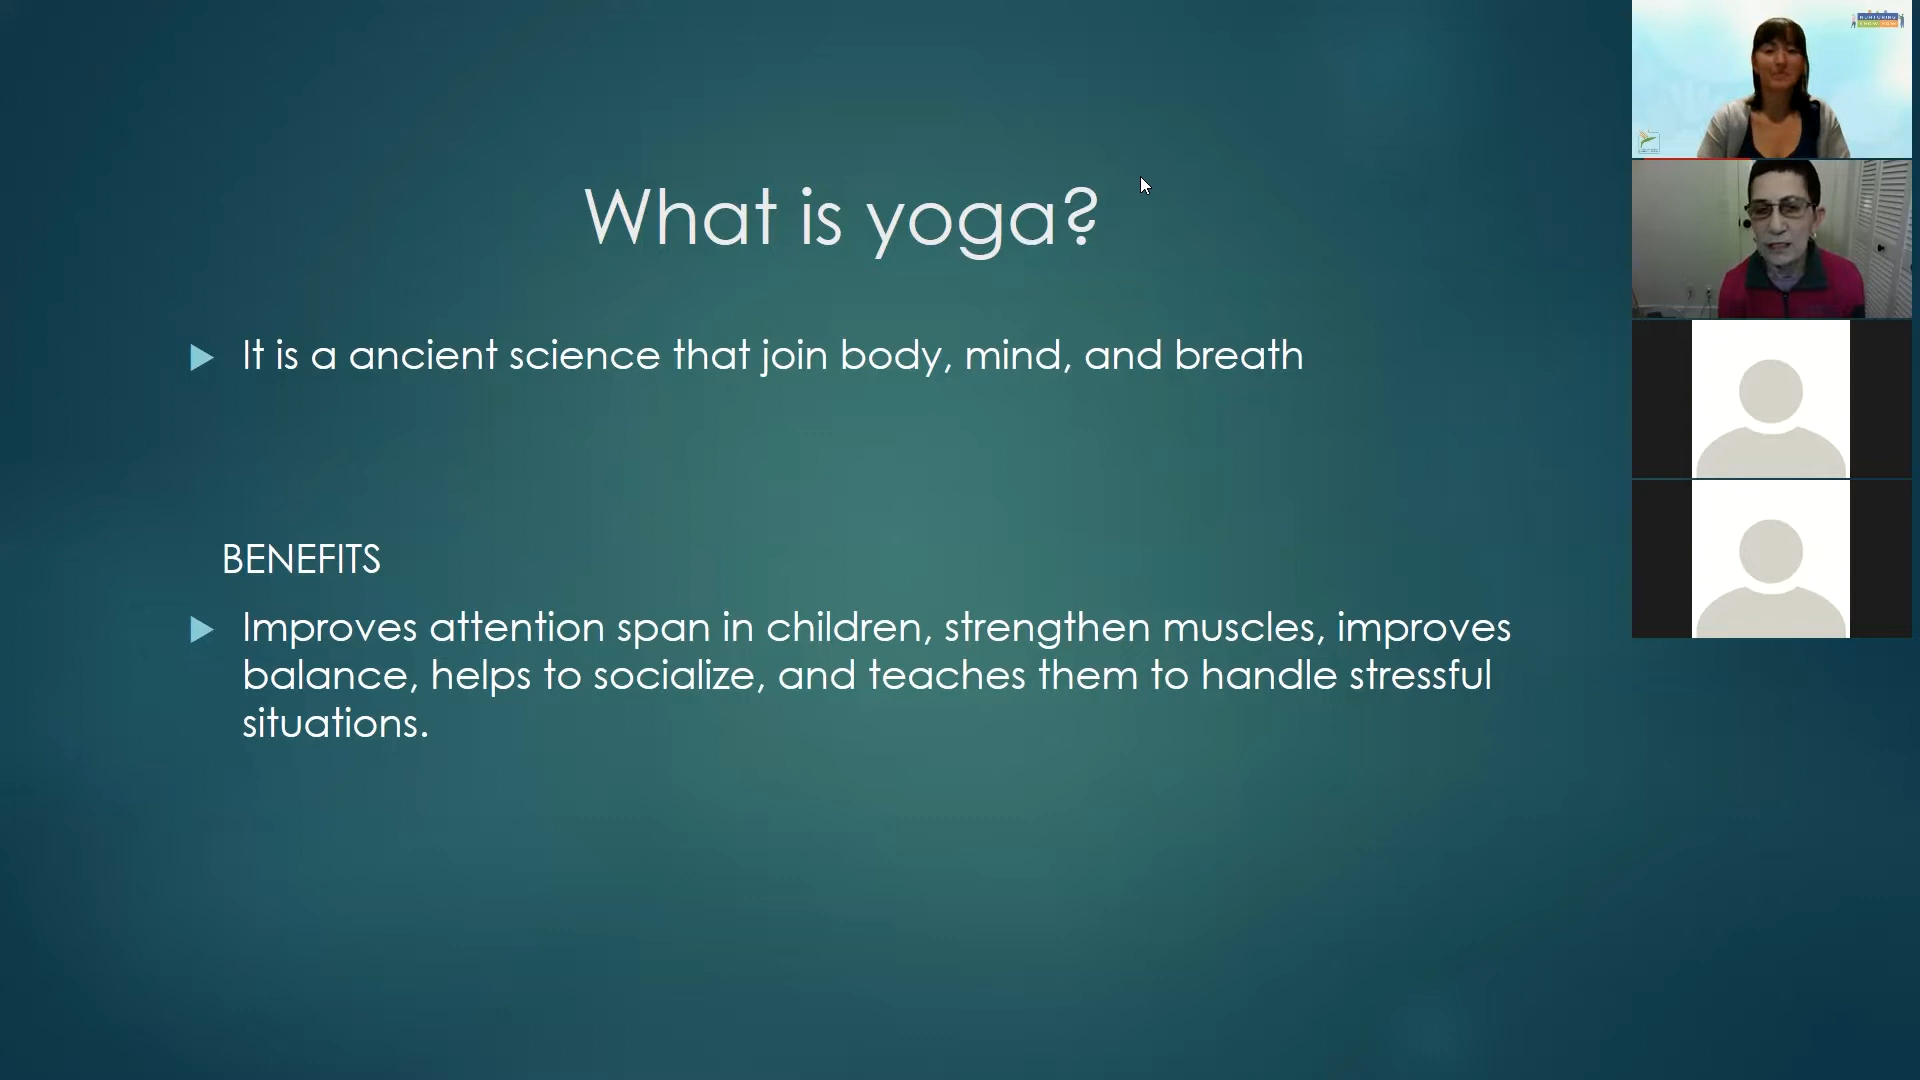 What is yoga?
It is a ancient science that join body, mind, and breath
BENEFITS
Improves attention span in children, strengthen muscles, improves
balance, helps to socialize, and teaches them to handle stressful
situations.
NURTURING